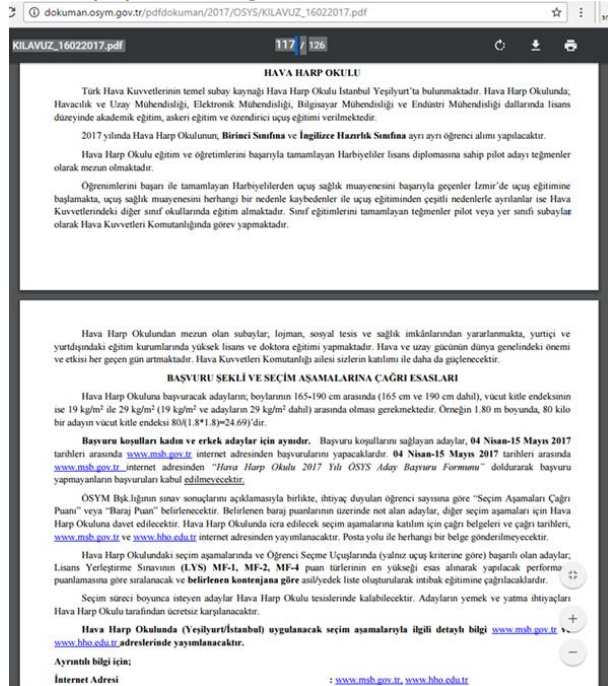 dokuman.osym.gov.tr/pdfdokuman/2017/OSYS/KILAVUZ_16022017.pdf
KILAVUZ_16022017.pdf
117 / 126
HAVA HARP OKULU
Türk Hava Kuvvetlerinin temel subay kaynağı Hava Harp Okulu İstanbul Yeşilyurt'ta bulunmaktadır. Hava Harp Okulunda;
Havacılık ve Uzay Mühendisliği, Elektronik Mühendisliği, Bilgisayar Mühendisliği ve Endüstri Mühendisliği dallarında lisans
düzeyinde akademik eğitim, askeri eğitim ve özendirici uçuş eğitimi verilmektedir.
2017 yılında Hava Harp Okulunun; Birinci Sınıfına ve İngilizce Hazırlık Sınıfına ayrı ayrı öğrenci alımı yapılacaktır.
Hava Harp Okulu eğitim ve öğretimlerini başarıyla tamamlayan Harbiyeliler lisans diplomasına sahip pilot adayı teğmenler
olarak mezun olmaktadır.
Öğrenimlerini başarı ile tamamlayan Harbiyelilerden uçuş sağlık muayenesini başarıyla geçenler İzmir'de uçuş eğitimine
başlamakta, uçuş sağlık muayenesini herhangi bir nedenle kaybedenler ile uçuş eğitiminden çeşitli nedenlerle ayrılanlar ise Hava
Kuvvetlerindeki diğer sınıf okullarında eğitim almaktadır. Sınıf eğitimlerini tamamlayan teğmenler pilot veya yer sınıfı subayları
olarak Hava Kuvvetleri Komutanlığında görev yapmaktadır.
Hava Harp Okulundan mezun olan subaylar; lojman, sosyal tesis ve sağlık imkânlarından yararlanmakta, yurtiçi ve
yurtdışındaki eğitim kurumlarında yüksek lisans ve doktora eğitimi yapmaktadır. Hava ve uzay gücünün dünya genelindeki önemi
ve etkisi her geçen gün artmaktadır. Hava Kuvvetleri Komutanlığı ailesi sizlerin katılımı ile daha da güçlenecektir.
BAŞVURU ŞEKLİ VE SEÇİM AŞAMALARINA ÇAĞRI ESASLARI
Hava Harp Okuluna başvuracak adayların; boylarının 165-190 cm arasında (165 cm ve 190 cm dahil), vücut kitle endeksinin
ise 19 kg/m² ile 29 kg/m² (19 kg/m² ve adayların 29 kg/m² dahil) arasında olması gerekmektedir. Örneğin 1.80 m boyunda, 80 kilo
bir adayın vücut kitle endeksi 80/(1.8*1.8)=24.69)'dir.
Başvuru koşulları kadın ve erkek adaylar için aynıdır. Başvuru koşullarını sağlayan adaylar, 04 Nisan-15 Mayıs 2017
tarihleri arasında www.msb.gov.tr internet adresinden başvurularını yapacaklardır. 04 Nisan-15 Mayıs 2017 tarihleri arasında
www.msb.gov.tr internet adresinden "Hava Harp Okulu 2017 Yılı ÖSYS Aday Başvuru Formunu" doldurarak başvuru
yapmayanların başvuruları kabul edilmeyecektir.
ÖSYM Bşk.lığının sınav sonuçlarını açıklamasıyla birlikte, ihtiyaç duyulan öğrenci sayısına göre "Seçim Aşamaları Çağrı
Puanı" veya "Baraj Puan" belirlenecektir. Belirlenen baraj puanlarının üzerinde not alan adaylar, diğer seçim aşamaları için Hava
Harp Okuluna davet edilecektir. Hava Harp Okulunda icra edilecek seçim aşamalarına katılım için çağrı belgeleri ve çağrı tarihleri,
www.msb.gov.tr ve www.hho.edu.tr internet adresinden yayımlanacaktır. Posta yolu ile herhangi bir belge gönderilmeyecektir.
Hava Harp Okulundaki seçim aşamalarında ve Öğrenci Seçme Uçuşlarında (yalnız uçuş kriterine göre) başarılı olan adaylar;
Lisans Yerleştirme Sınavının (LYS) MF-1, MF-2, MF-4 puan türlerinin en yükseği esas alınarak yapılacak performa
puanlamasına göre sıralanacak ve belirlenen kontenjana göre asil/yedek liste oluşturularak intibak eğitimine çağrılacaklardır.
Seçim süreci boyunca isteyen adaylar Hava Harp Okulu tesislerinde kalabilecektir. Adayların yemek ve yatma ihtiyaçları
Hava Harp Okulu tarafından ücretsiz karşılanacaktır.
Hava Harp Okulunda (Yeşilyurt/İstanbul) uygulanacak seçim aşamalarıyla ilgili detaylı bilgi www.msb.gov.tr ve
www.hho.edu.tr adreslerinde yayımlanacaktır.
Ayrıntılı bilgi için;
İnternet Adresi : www.msb.gov.tr, www.hho.edu.tr